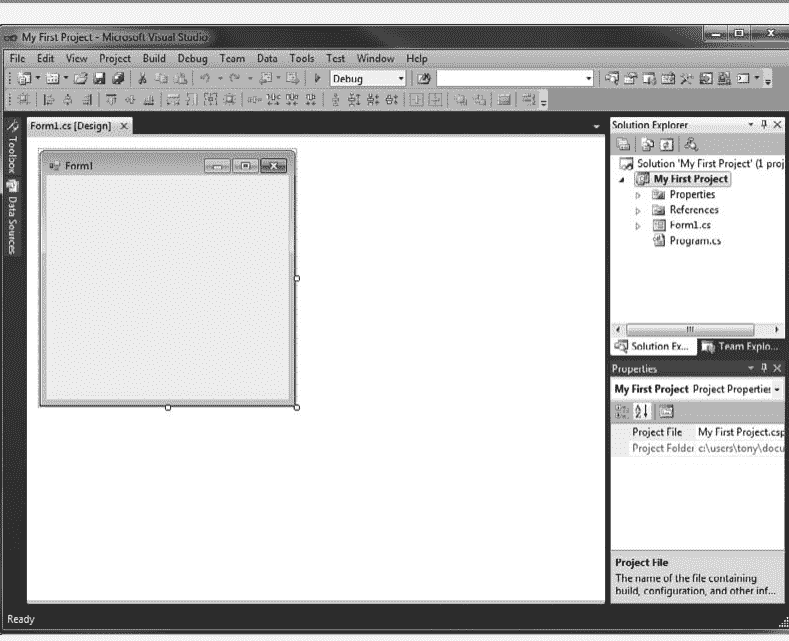 My First Project - Microsoft Visual Studio
File Edit View Project Build Debug Team Data Tools Test Window Help
Debug
Form1.cs [Design]
Toolbox
Data Sources
Form1
Solution Explorer
Solution 'My First Project' (1 proj
My First Project
Properties
References
Form1.cs
Program.cs
Solution Ex...
Team Explo...
Properties
My First Project Project Properties
Project File My First Project.csp
Project Folder c:\users\tony\docu
Project File
The name of the file containing
build, configuration, and other inf...
Ready